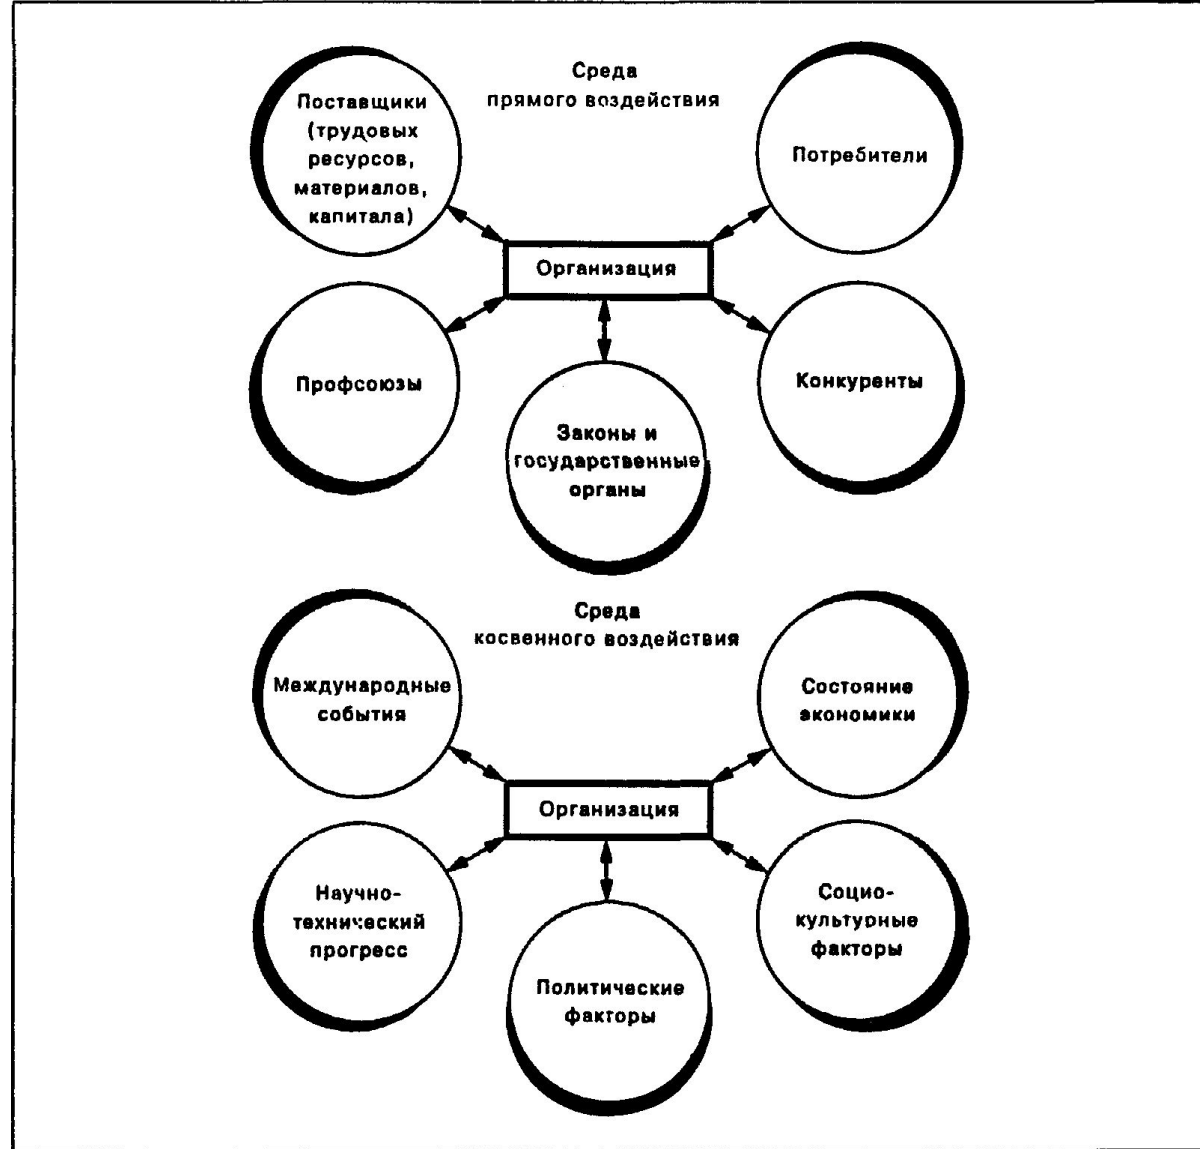 Среда
прямого воздействия
Поставщики
(трудовых
ресурсов,
материалов,
капитала)
Потребители
Организация
Профсоюзы
Конкуренты
Законы и
государственные
органы
Среда
косвенного воздействия
Международные
события
Состояние
экономики
Организация
Научно-
технический
прогресс
Социо-
культурные
факторы
Политические
факторы